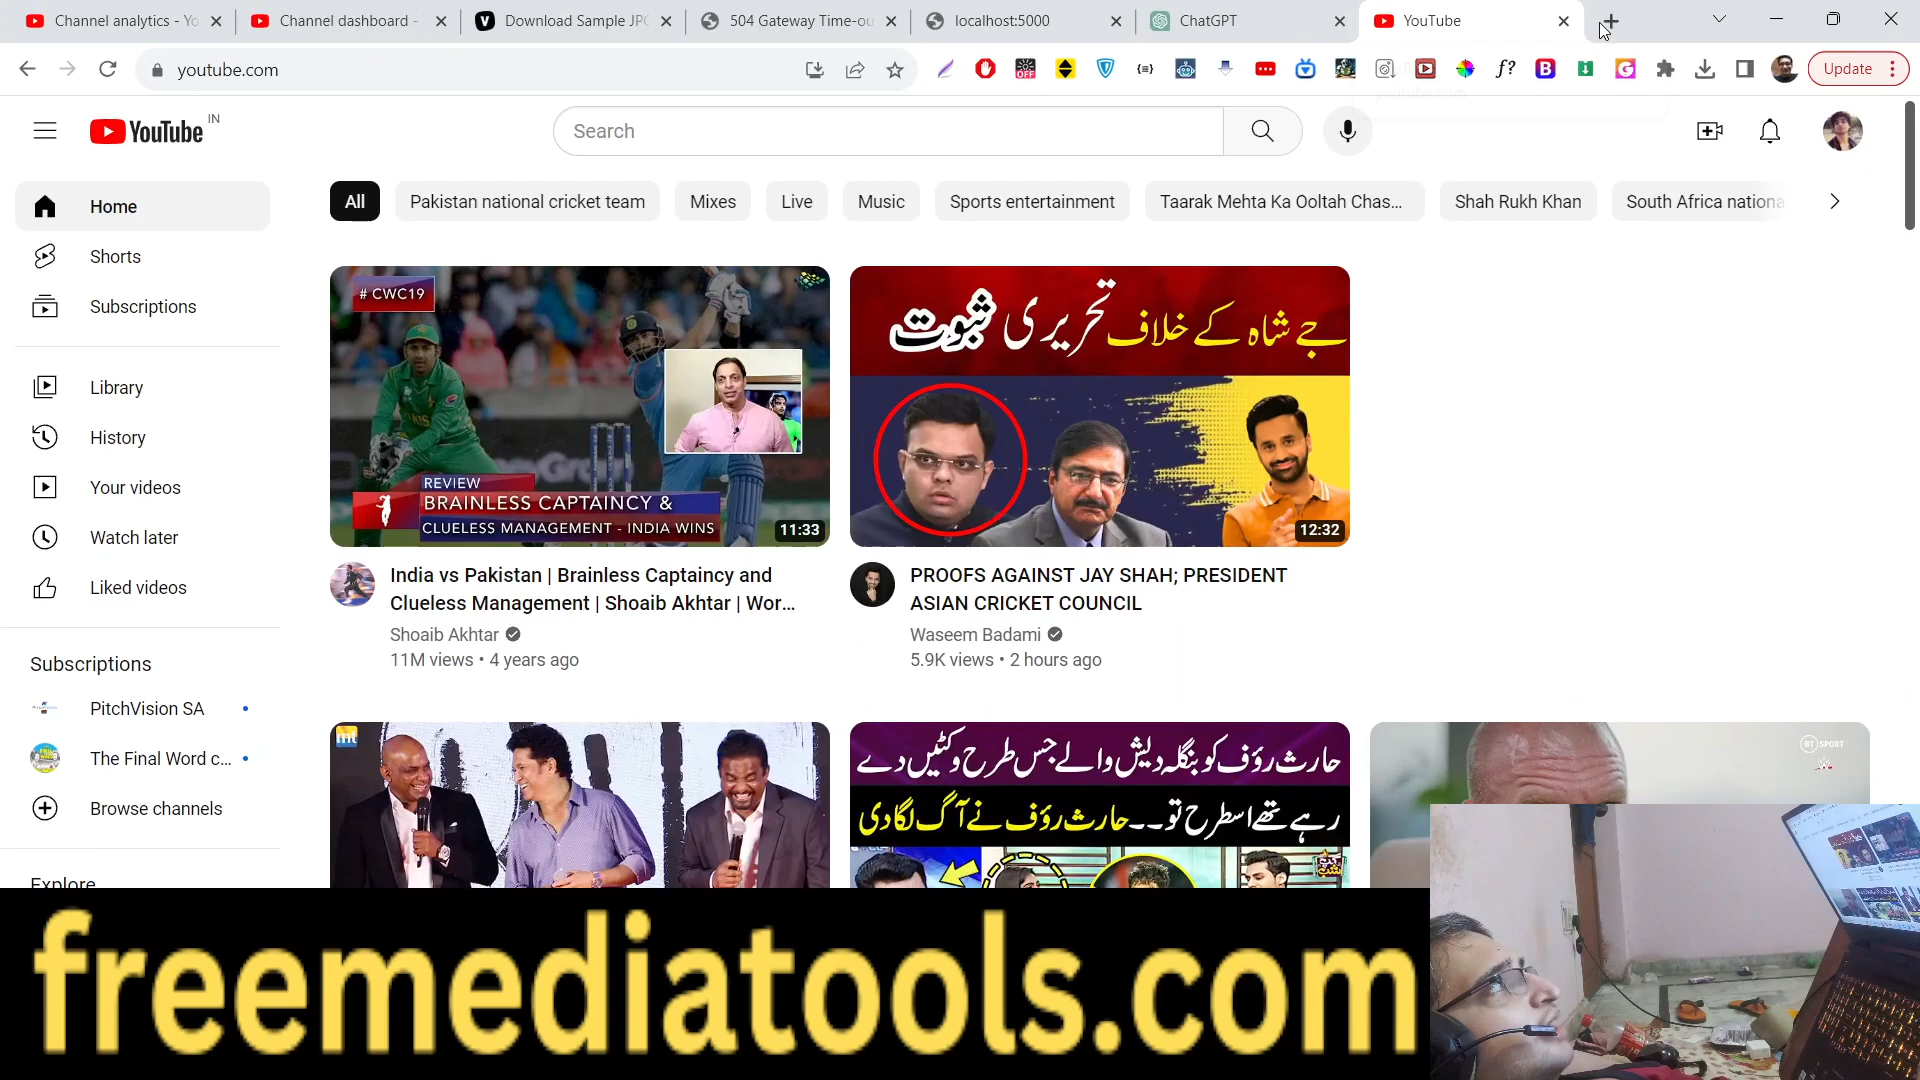 Channel analytics - Yo
Channel dashboard -
Download Sample JPG
504 Gateway Time-ou
localhost:5000
ChatGPT
YouTube
youtube.com
OFF
f?
B
G
Update
YouTube IN
Search
Home
Shorts
Subscriptions
Library
History
Your videos
Watch later
Liked videos
Subscriptions
PitchVision SA
The Final Word c...
Browse channels
Explore
All
Pakistan national cricket team
Mixes
Live
Music
Sports entertainment
Taarak Mehta Ka Ooltah Chas...
Shah Rukh Khan
South Africa nationa
# CWC19
REVIEW
BRAINLESS CAPTAINCY &
CLUELESS MANAGEMENT - INDIA WINS
11:33
India vs Pakistan | Brainless Captaincy and
Clueless Management | Shoaib Akhtar | Wor...
Shoaib Akhtar
11M views • 4 years ago
جے شاہ کے خلاف تحریری ثبوت
12:32
PROOFS AGAINST JAY SHAH; PRESIDENT
ASIAN CRICKET COUNCIL
Waseem Badami
5.9K views • 2 hours ago
mt
حارث رؤف کو بنگلہ دیش والے جس طرح وکٹیں دے
رہے تھے اسطرح تو۔۔حارث رؤف نے آگ لگا دی
BT SPORT
freemediatools.com